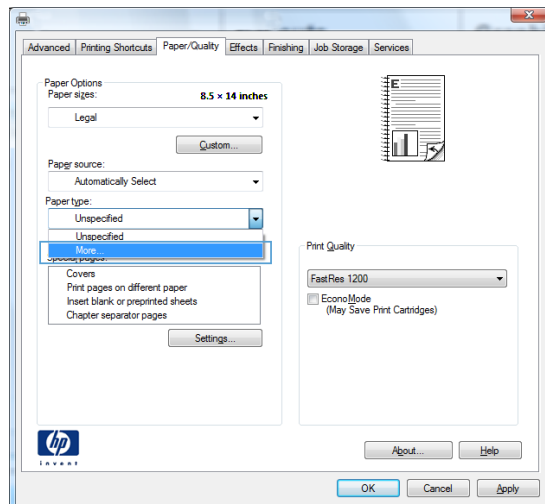 Advanced Printing Shortcuts Paper/Quality Effects Finishing Job Storage Services
Paper Options
Paper sizes: 8.5 × 14 inches
Legal
Custom...
Paper source:
Automatically Select
Paper type:
Unspecified
Unspecified
More...
Special pages:
Covers
Print pages on different paper
Insert blank or preprinted sheets
Chapter separator pages
Settings...
E
Print Quality
FastRes 1200
EconoMode
(May Save Print Cartridges)
hp
invent
About... Help
OK Cancel Apply